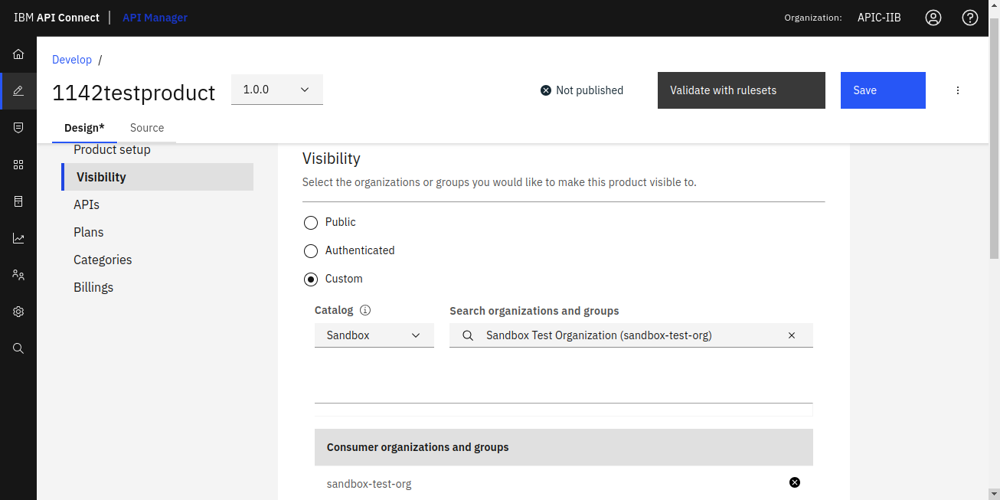 IBM API Connect | API Manager
Organization: APIC-IIB
Develop /
1142testproduct
1.0.0
Not published
Validate with rulesets
Save
Design*
Source
Product setup
Visibility
APIs
Plans
Categories
Billings
Visibility
Select the organizations or groups you would like to make this product visible to.
Public
Authenticated
Custom
Catalog
Search organizations and groups
Sandbox
Sandbox Test Organization (sandbox-test-org)
Consumer organizations and groups
sandbox-test-org